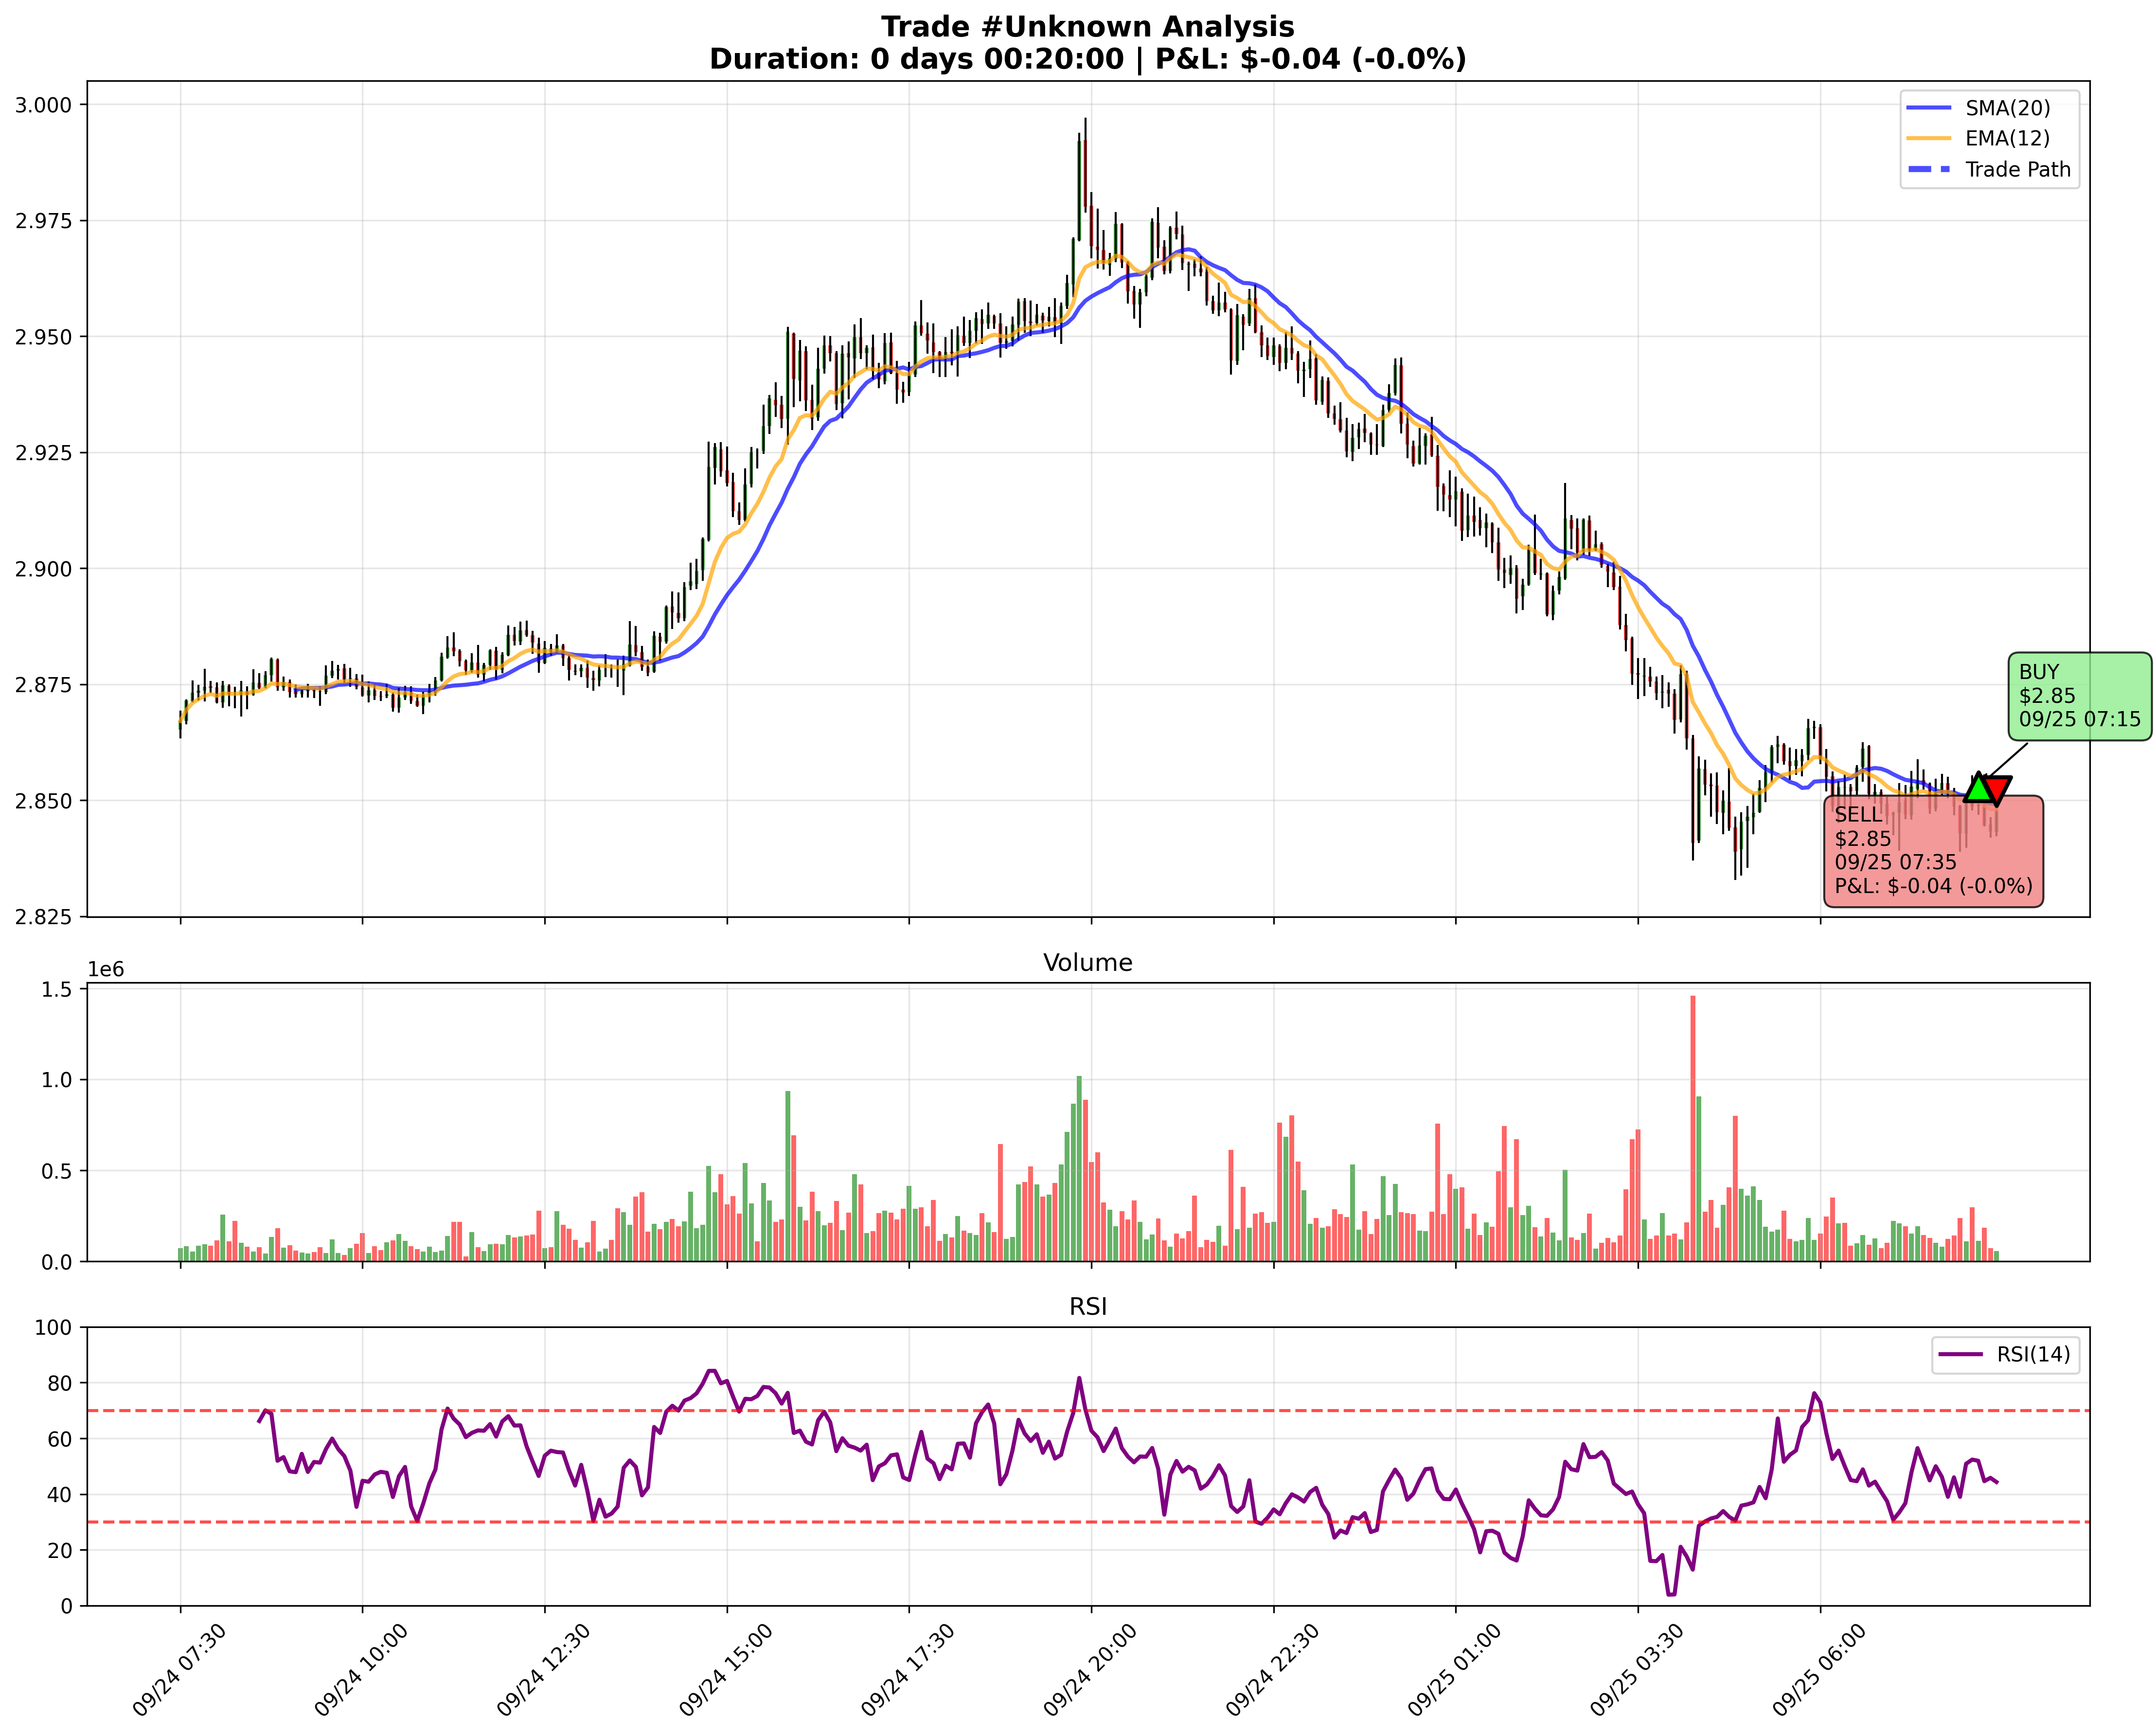 Trade #Unknown Analysis
Duration: 0 days 00:20:00 | P&L: $-0.04 (-0.0%)
3.000
2.975
2.950
2.925
2.900
2.875
2.850
2.825
SMA(20)
EMA(12)
Trade Path
BUY
$2.85
09/25 07:15
SELL
$2.85
09/25 07:35
P&L: $-0.04 (-0.0%)
Volume
1e6
1.5
1.0
0.5
0.0
RSI
100
80
60
40
20
0
RSI(14)
09/24 07:30
09/24 10:00
09/24 12:30
09/24 15:00
09/24 17:30
09/24 20:00
09/24 22:30
09/25 01:00
09/25 03:30
09/25 06:00